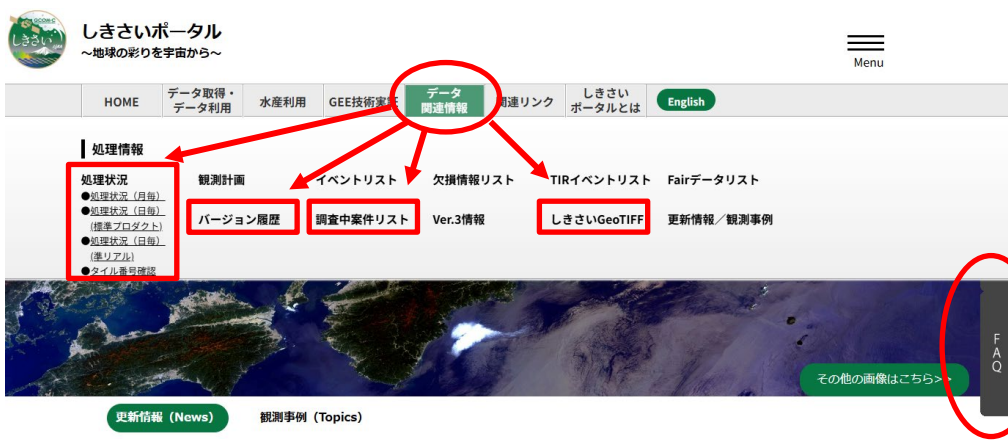 しきさい
しきさいポータル
～地球の彩りを宇宙から～
Menu
HOME
データ取得・
データ利用
水産利用
GEE技術実証
データ
関連情報
関連リンク
しきさい
ポータルとは
English
処理情報
処理状況
●処理状況（月毎）
●処理状況（日毎）
(標準プロダクト)
●処理状況（日毎）
(準リアル)
●タイル番号確認
観測計画
イベントリスト
欠損情報リスト
TIRイベントリスト
Fairデータリスト
バージョン履歴
調査中案件リスト
Ver.3情報
しきさいGeoTIFF
更新情報／観測事例
FAQ
その他の画像はこちら>>
更新情報（News）
観測事例（Topics）